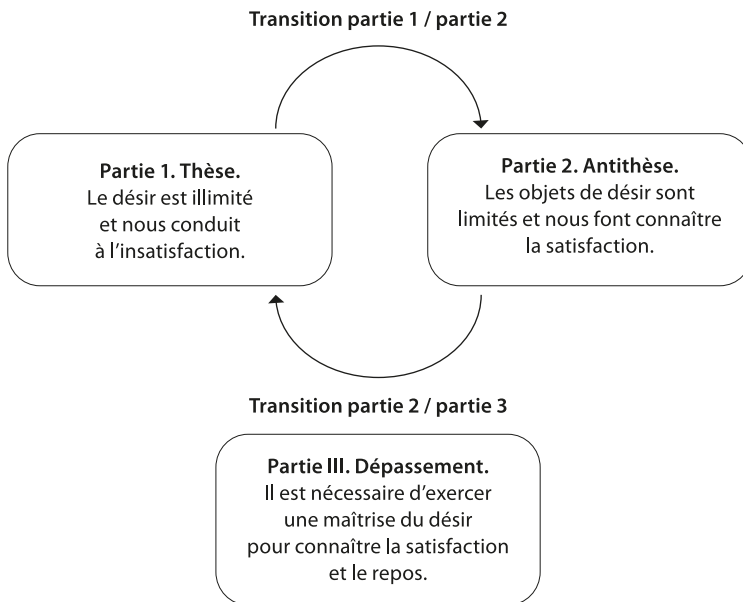 Transition partie 1 / partie 2
Partie 1. Thèse.
Le désir est illimité
et nous conduit
à l’insatisfaction.
Partie 2. Antithèse.
Les objets de désir sont
limités et nous font connaître
la satisfaction.
Transition partie 2 / partie 3
Partie III. Dépassement.
Il est nécessaire d’exercer
une maîtrise du désir
pour connaître la satisfaction
et le repos.